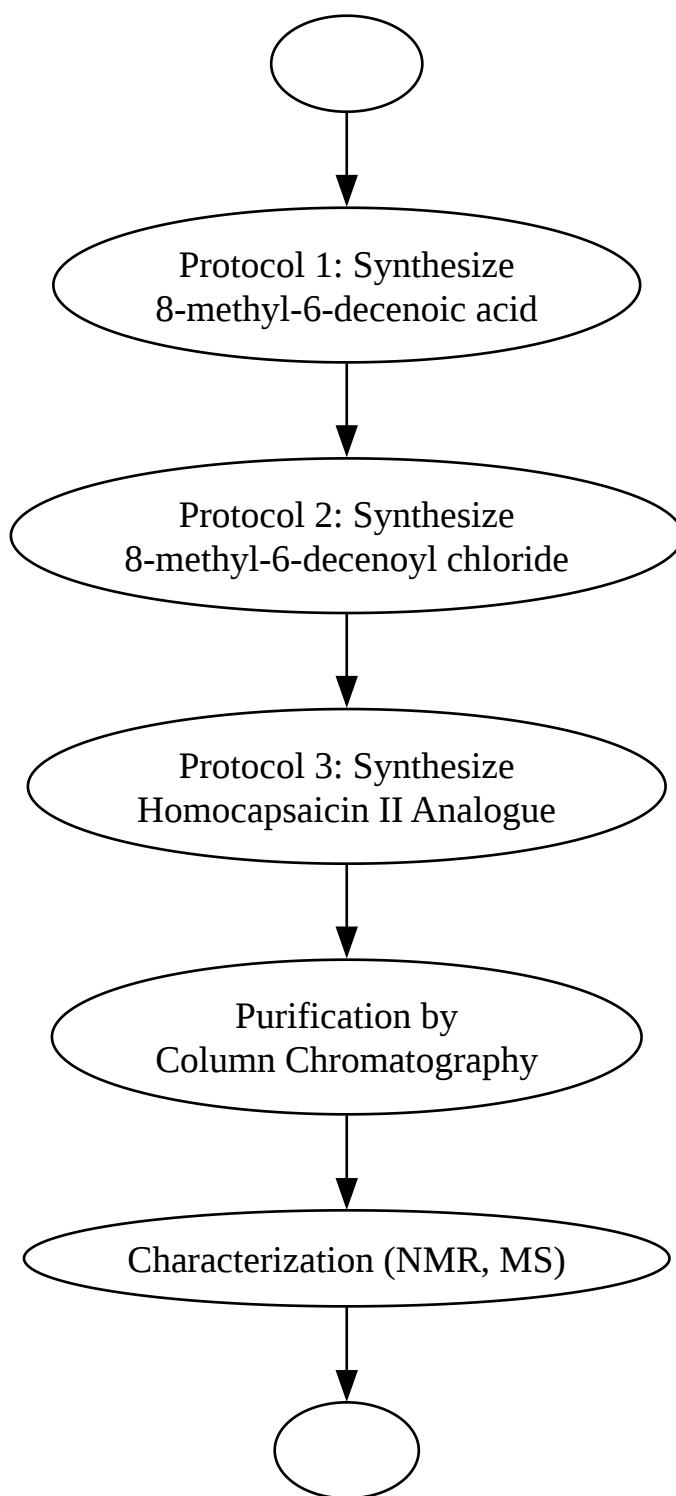 Protocol 1: Synthesize
8-methyl-6-decenoic acid
Protocol 2: Synthesize
8-methyl-6-decenoyl chloride
Protocol 3: Synthesize
Homocapsaicin II Analogue
Purification by
Column Chromatography
Characterization (NMR, MS)